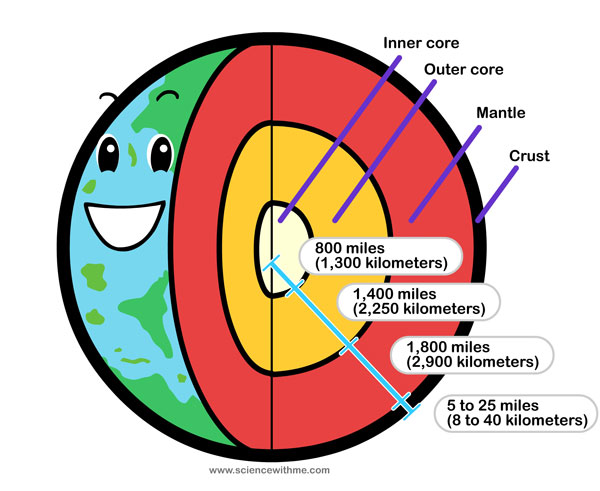 Inner core
Outer core
Mantle
Crust
800 miles
(1,300 kilometers)
1,400 miles
(2,250 kilometers)
1,800 miles
(2,900 kilometers)
5 to 25 miles
(8 to 40 kilometers)
www.sciencewithme.com